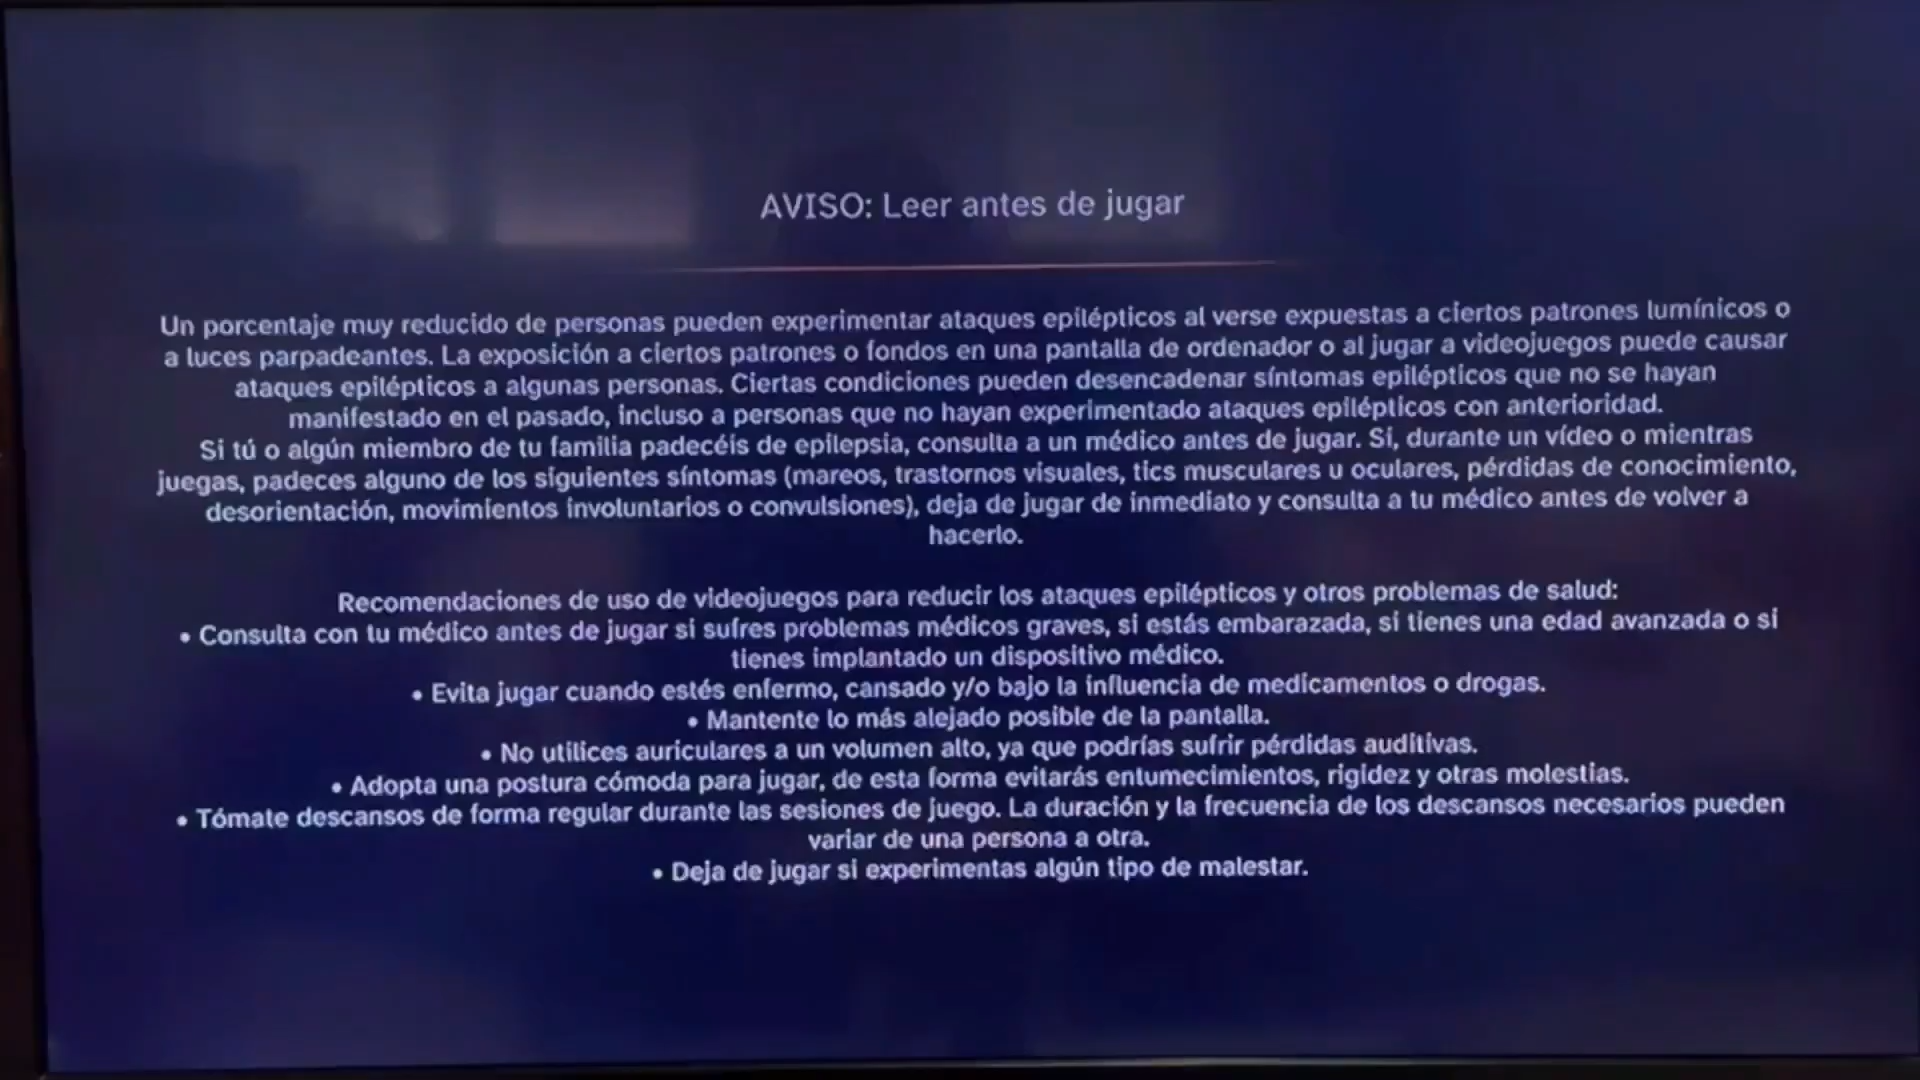 AVISO: Leer antes de jugar
Un porcentaje muy reducido de personas pueden experimentar ataques epilépticos al verse expuestas a ciertos patrones lumínicos o
a luces parpadeantes. La exposición a ciertos patrones o fondos en una pantalla de ordenador o al jugar a videojuegos puede causar
ataques epilépticos a algunas personas. Ciertas condiciones pueden desencadenar síntomas epilépticos que no se hayan
manifestado en el pasado, incluso a personas que no hayan experimentado ataques epilépticos con anterioridad.
Si tú o algún miembro de tu familia padecéis de epilepsia, consulta a un médico antes de jugar. Si, durante un vídeo o mientras
juegas, padeces alguno de los siguientes síntomas (mareos, trastornos visuales, tics musculares u oculares, pérdidas de conocimiento,
desorientación, movimientos involuntarios o convulsiones), deja de jugar de inmediato y consulta a tu médico antes de volver a
hacerlo.
Recomendaciones de uso de videojuegos para reducir los ataques epilépticos y otros problemas de salud:
• Consulta con tu médico antes de jugar si sufres problemas médicos graves, si estás embarazada, si tienes una edad avanzada o si
tienes implantado un dispositivo médico.
• Evita jugar cuando estés enfermo, cansado y/o bajo la influencia de medicamentos o drogas.
• Mantente lo más alejado posible de la pantalla.
• No utilices auriculares a un volumen alto, ya que podrías sufrir pérdidas auditivas.
• Adopta una postura cómoda para jugar, de esta forma evitarás entumecimientos, rigidez y otras molestias.
• Tómate descansos de forma regular durante las sesiones de juego. La duración y la frecuencia de los descansos necesarios pueden
variar de una persona a otra.
• Deja de jugar si experimentas algún tipo de malestar.